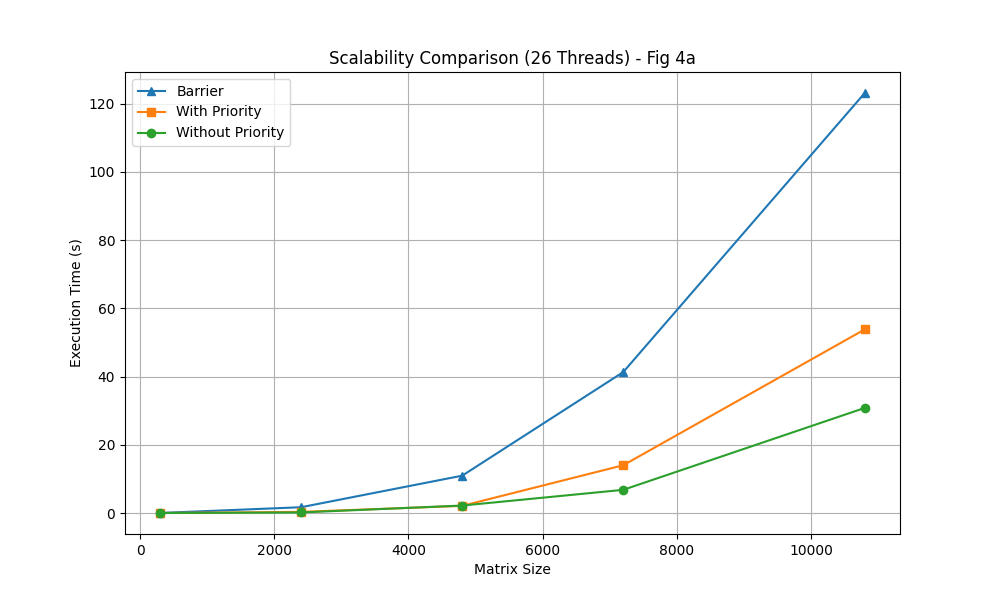 Scalability Comparison (26 Threads) - Fig 4a
Barrier
With Priority
Without Priority
Execution Time (s)
120
100
80
60
40
20
0
0 2000 4000 6000 8000 10000
Matrix Size